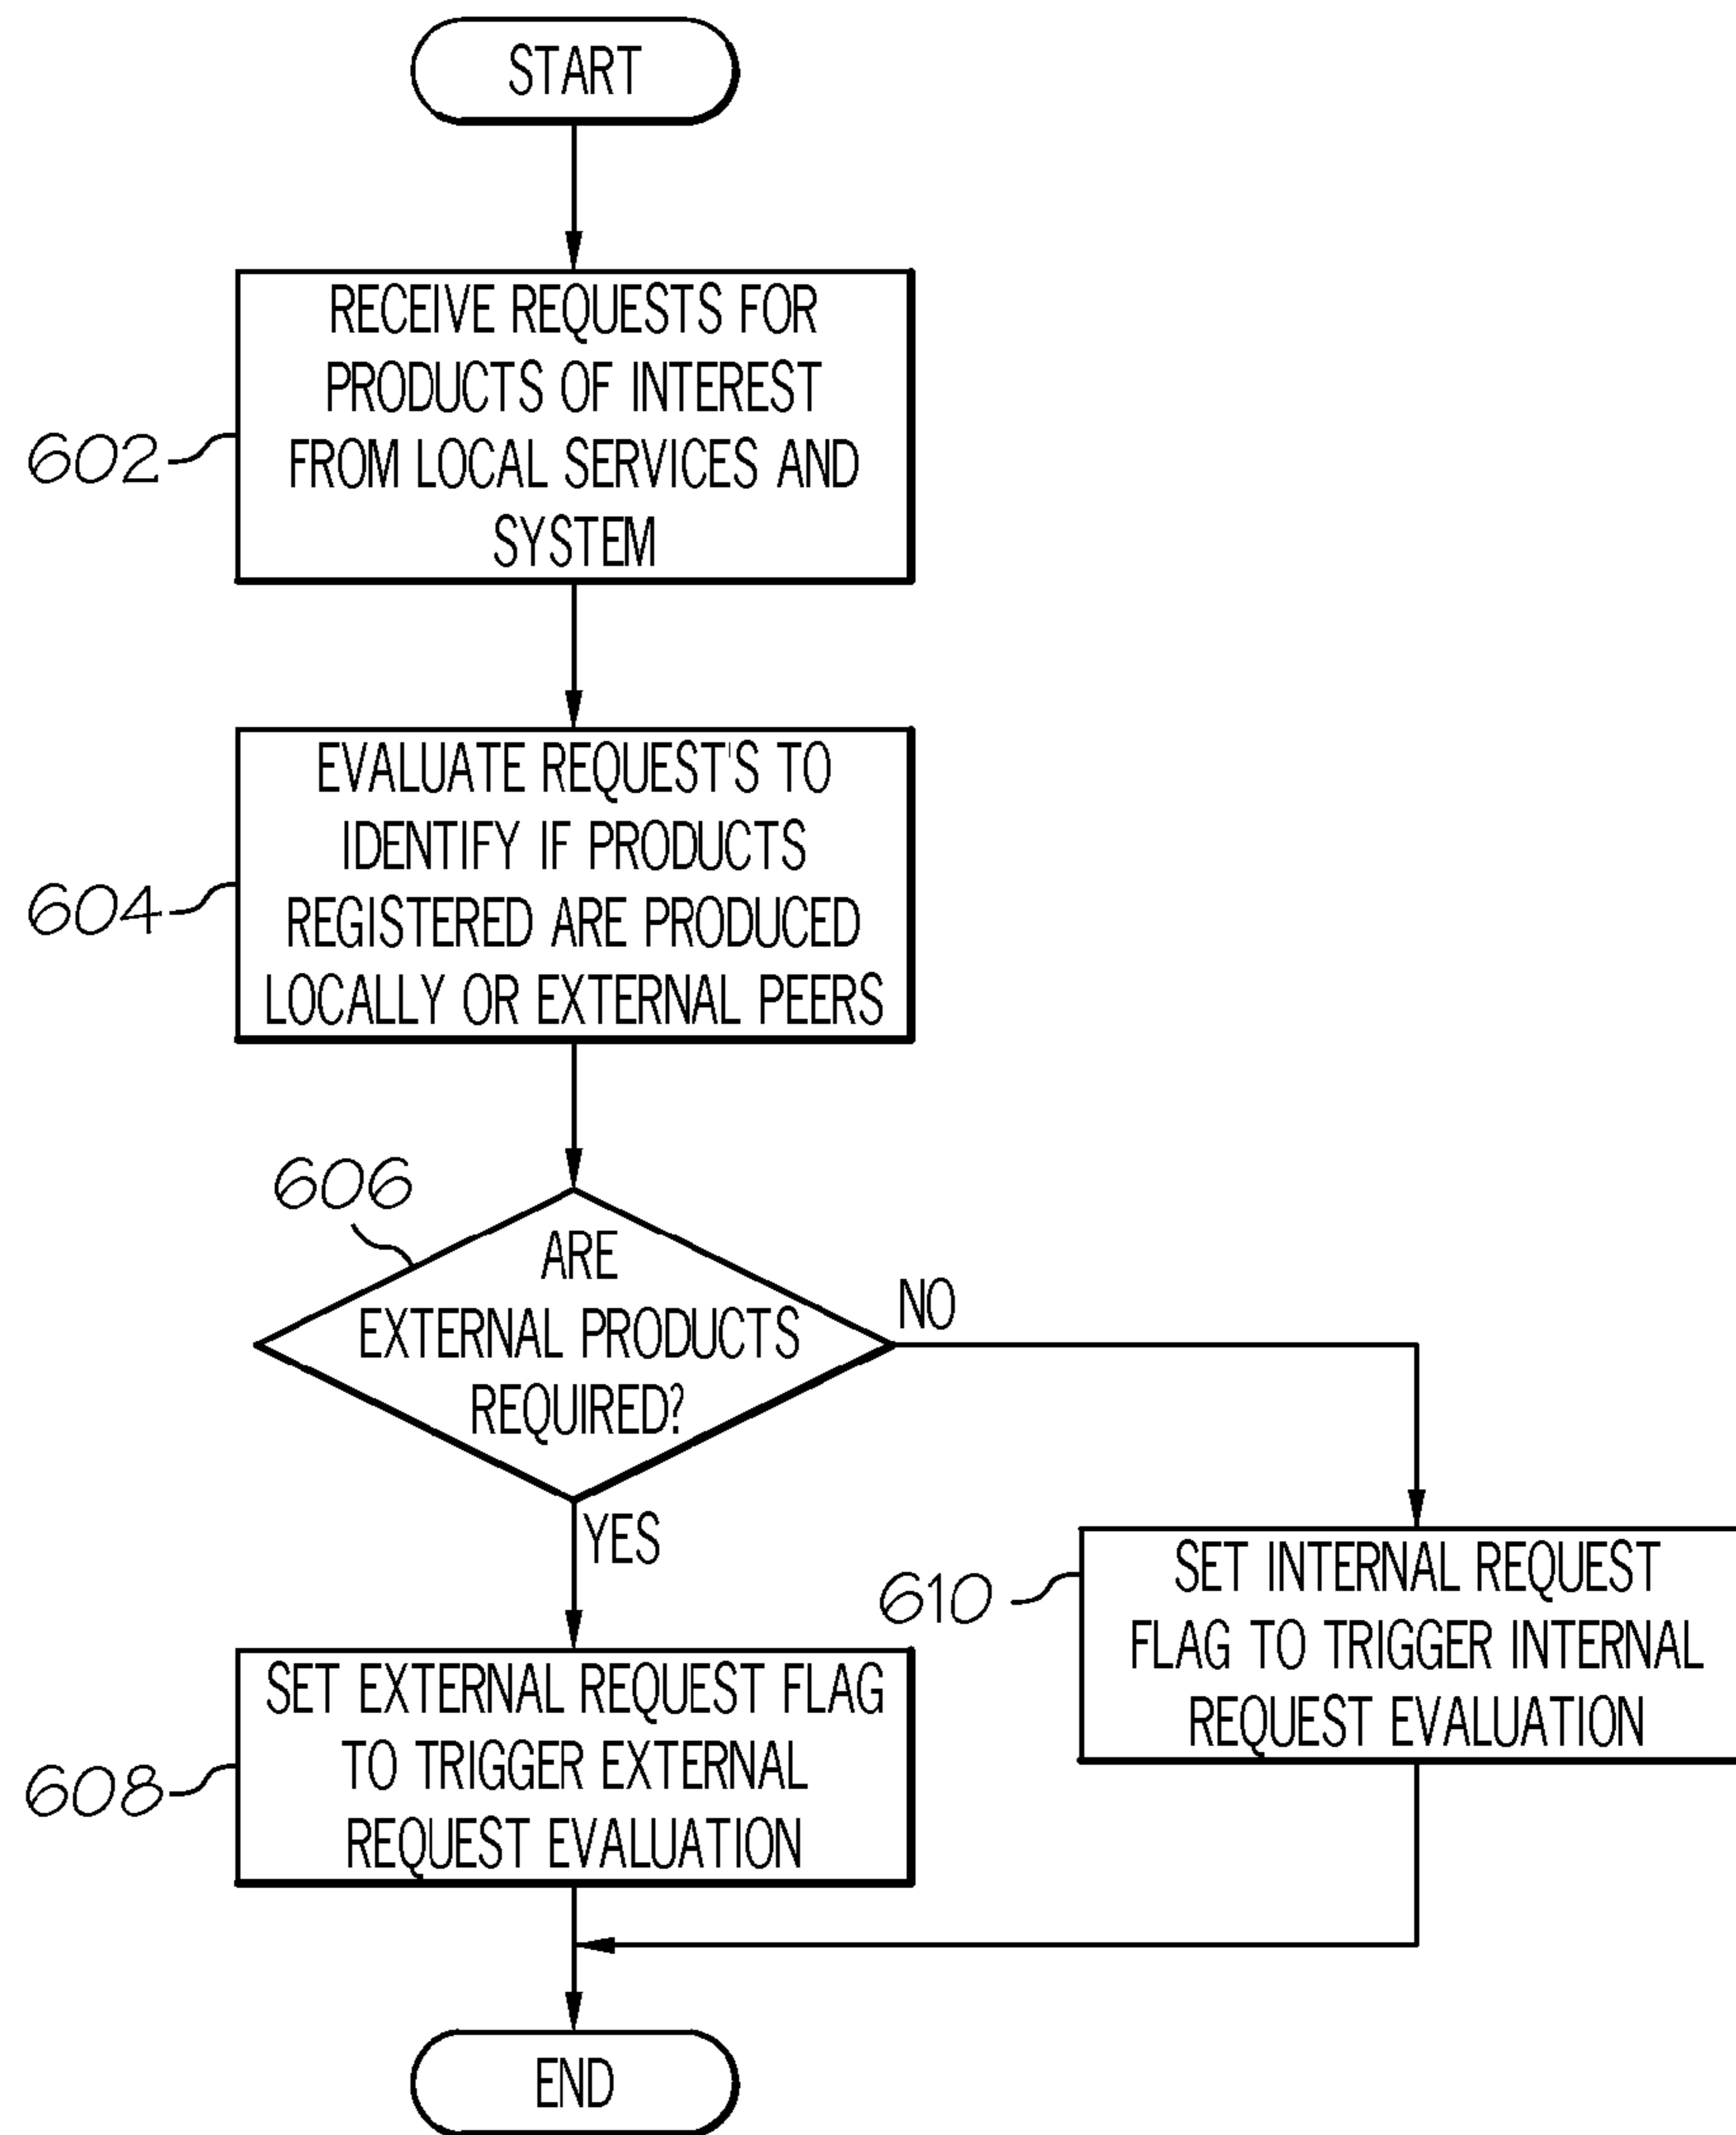 START
RECEIVE REQUESTS FOR
PRODUCTS OF INTEREST
FROM LOCAL SERVICES AND
SYSTEM
602
EVALUATE REQUEST'S TO
IDENTIFY IF PRODUCTS
REGISTERED ARE PRODUCED
LOCALLY OR EXTERNAL PEERS
604
606
ARE
EXTERNAL PRODUCTS
REQUIRED?
NO
YES
610
SET INTERNAL REQUEST
FLAG TO TRIGGER INTERNAL
REQUEST EVALUATION
SET EXTERNAL REQUEST FLAG
TO TRIGGER EXTERNAL
REQUEST EVALUATION
608
END